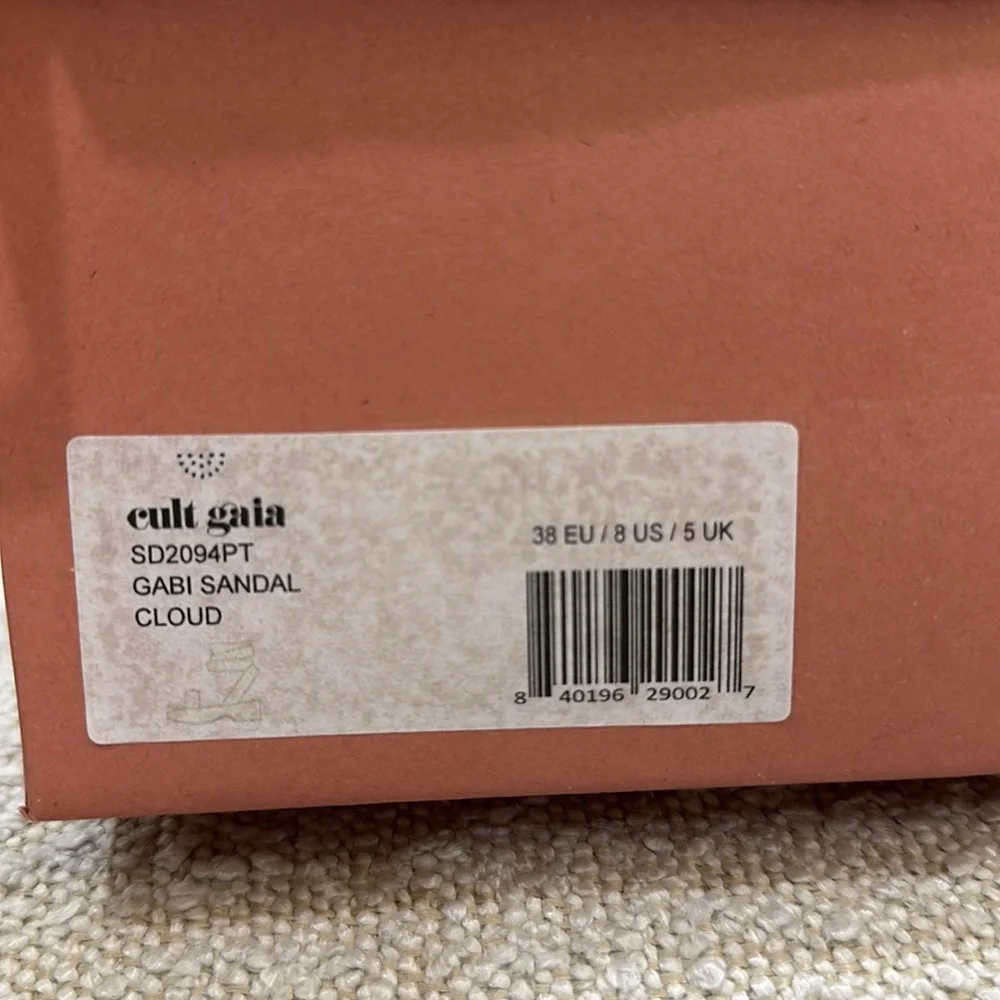 cult gaia
SD2094PT
GABI SANDAL
CLOUD
38 EU / 8 US / 5 UK
8 40196 29002 7